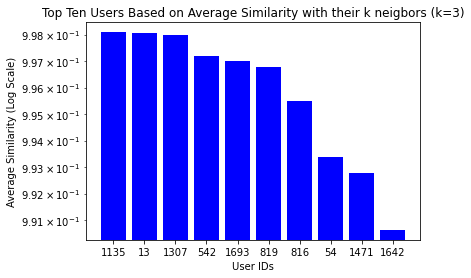 Top Ten Users Based on Average Similarity with their k neigbors (k=3)
9.98 × 10⁻¹
9.97 × 10⁻¹
9.96 × 10⁻¹
9.95 × 10⁻¹
9.94 × 10⁻¹
9.93 × 10⁻¹
9.92 × 10⁻¹
9.91 × 10⁻¹
Average Similarity (Log Scale)
1135 13 1307 542 1693 819 816 54 1471 1642
User IDs